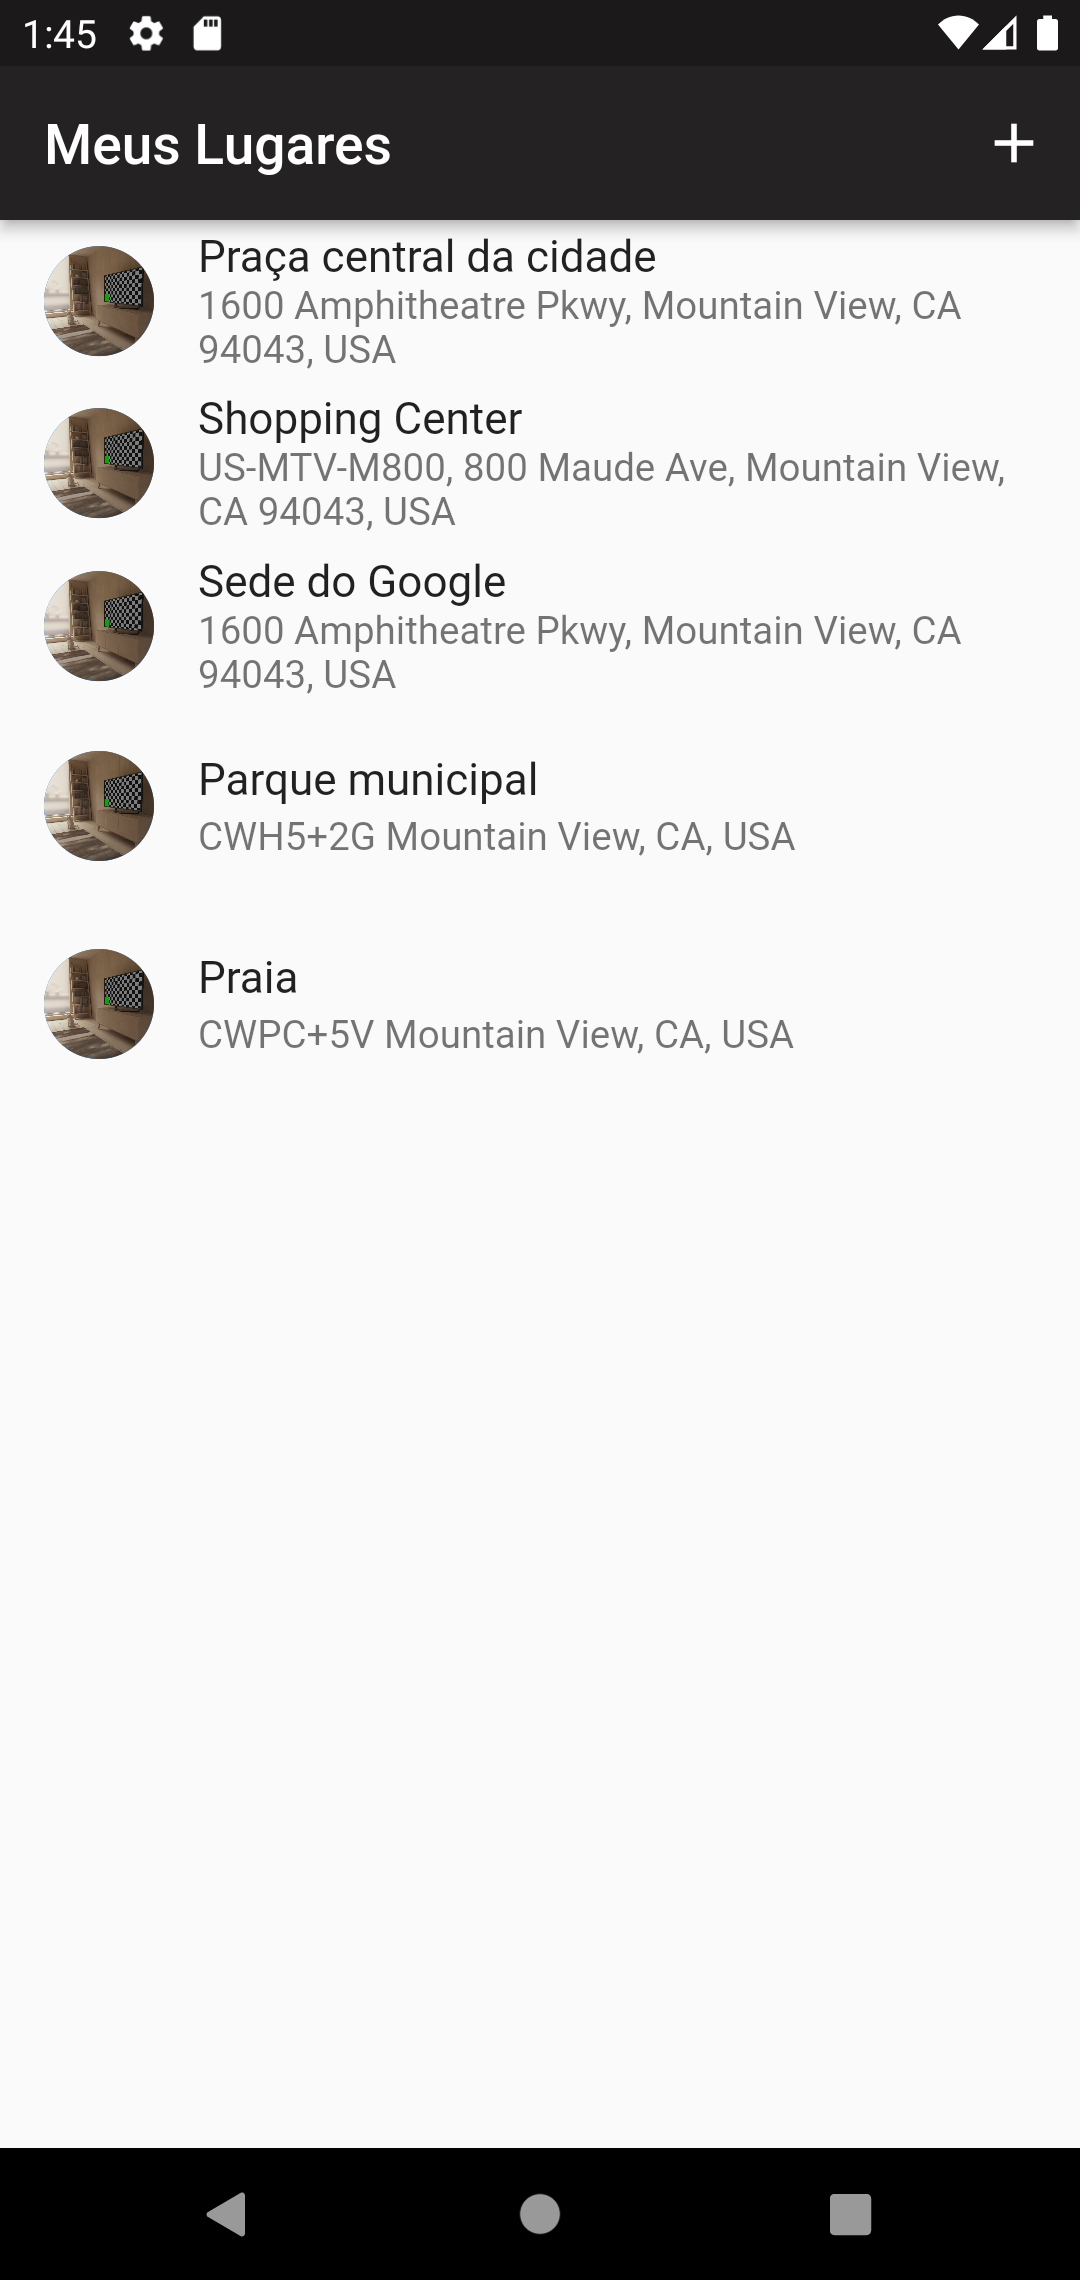 1:45
Meus Lugares
Praça central da cidade
1600 Amphitheatre Pkwy, Mountain View, CA
94043, USA
Shopping Center
US-MTV-M800, 800 Maude Ave, Mountain View,
CA 94043, USA
Sede do Google
1600 Amphitheatre Pkwy, Mountain View, CA
94043, USA
Parque municipal
CWH5+2G Mountain View, CA, USA
Praia
CWPC+5V Mountain View, CA, USA